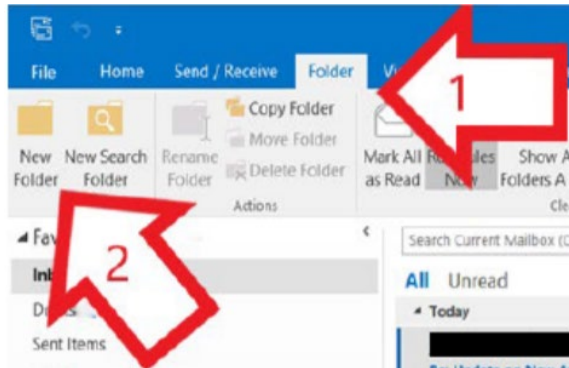 File Home Send / Receive Folder
1
Copy Folder
Move Folder
Delete Folder
New Folder
New Search Folder
Rename Folder
Mark All as Read
Now
Show
Folders A
Actions
2
Search Current Mailbox
All Unread
Today
Sent Items